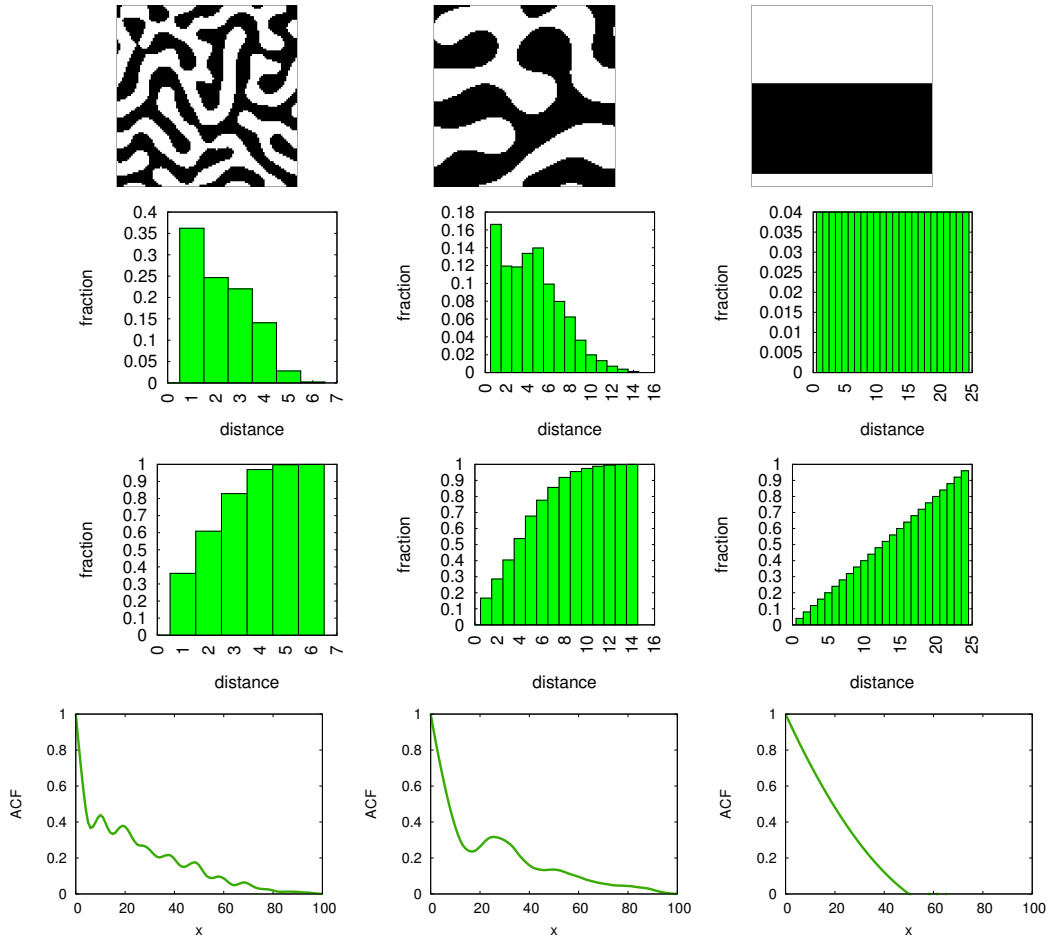 0.4
0.35
0.3
0.25
0.2
0.15
0.1
0.05
0
fraction
0 1 2 3 4 5 6 7
distance
0.18
0.16
0.14
0.12
0.1
0.08
0.06
0.04
0.02
0
fraction
0 2 4 6 8 10 12 14 16
distance
0.04
0.035
0.03
0.025
0.02
0.015
0.01
0.005
0
fraction
0 5 10 15 20 25
distance
1
0.9
0.8
0.7
0.6
0.5
0.4
0.3
0.2
0.1
0
fraction
0 1 2 3 4 5 6 7
distance
1
0.9
0.8
0.7
0.6
0.5
0.4
0.3
0.2
0.1
0
fraction
0 2 4 6 8 10 12 14 16
distance
1
0.9
0.8
0.7
0.6
0.5
0.4
0.3
0.2
0.1
0
fraction
0 5 10 15 20 25
distance
1
0.8
0.6
0.4
0.2
0
ACF
0 20 40 60 80 100
x
1
0.8
0.6
0.4
0.2
0
ACF
0 20 40 60 80 100
x
1
0.8
0.6
0.4
0.2
0
ACF
0 20 40 60 80 100
x